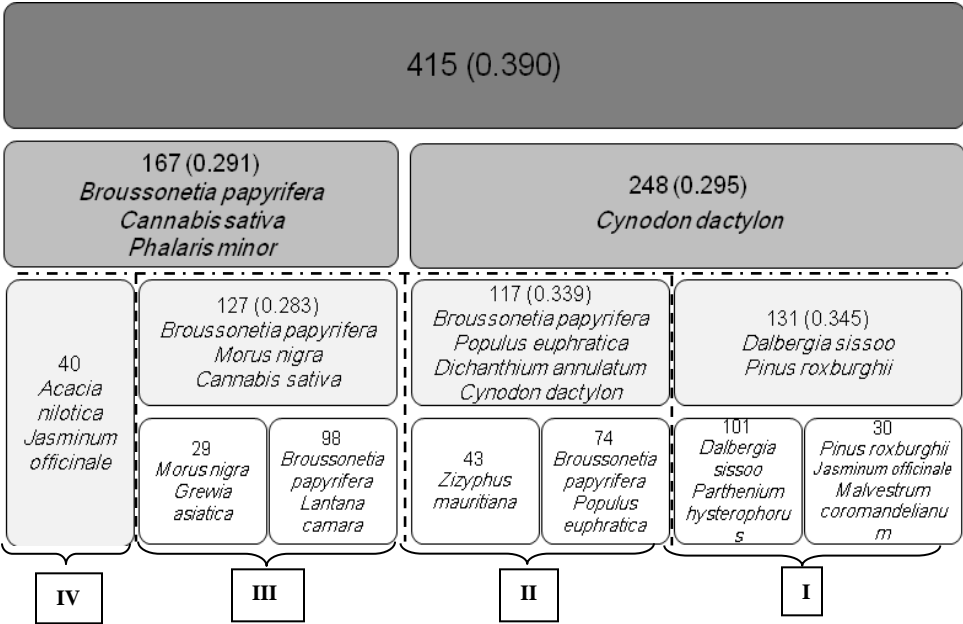 415 (0.390)
167 (0.291)
Broussonetia papyrifera
Cannabis sativa
Phalaris minor
248 (0.295)
Cynodon dactylon
40
Acacia
nilotica
Jasminum
officinale
127 (0.283)
Broussonetia papyrifera
Morus nigra
Cannabis sativa
117 (0.339)
Broussonetia papyrifera
Populus euphratica
Dichanthium annulatum
Cynodon dactylon
131 (0.345)
Dalbergia sissoo
Pinus roxburghii
29
Morus nigra
Grewia
asiatica
98
Broussonetia
papyrifera
Lantana
camara
43
Zizyphus
mauritiana
74
Broussonetia
papyrifera
Populus
euphratica
101
Dalbergia
sissoo
Parthenium
hysterophoru
s
30
Pinus roxburghii
Jasminum officinale
Malvestrum
coromandelianu
m
IV
III
II
I